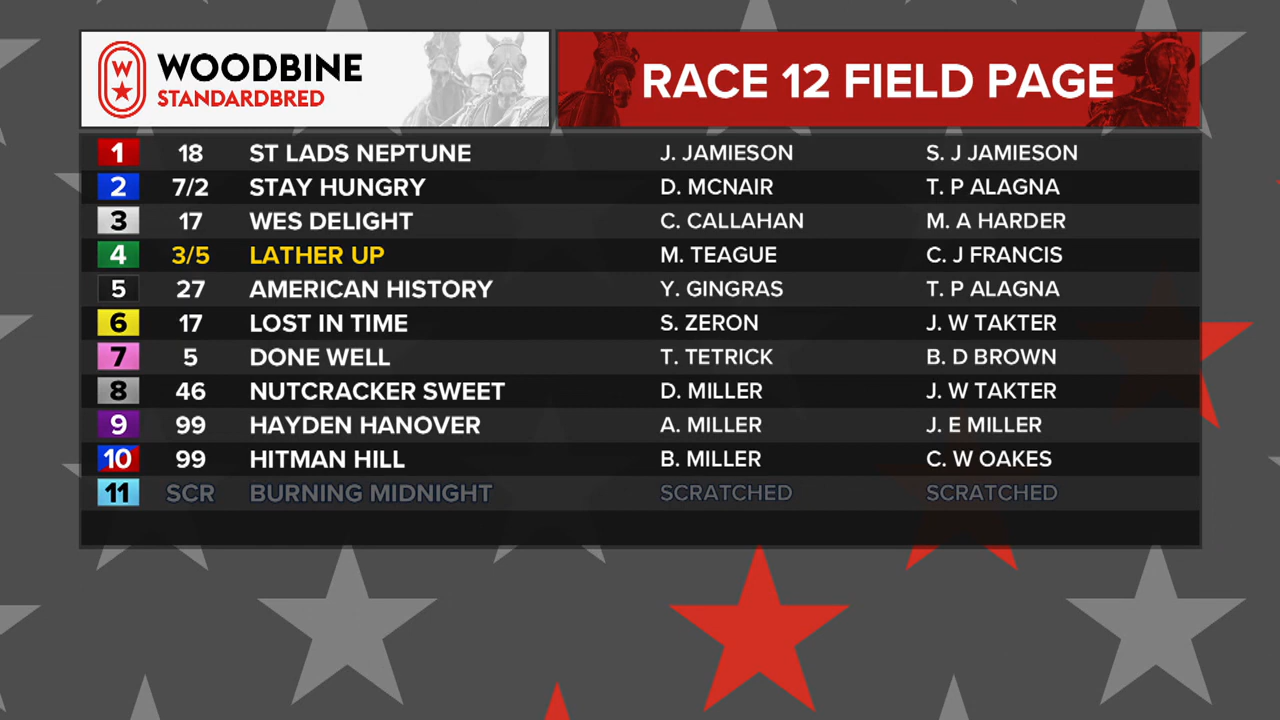 W
WOODBINE
STANDARDBRED
RACE 12 FIELD PAGE
1 18 ST LADS NEPTUNE J. JAMIESON S. J JAMIESON
2 7/2 STAY HUNGRY D. MCNAIR T. P ALAGNA
3 17 WES DELIGHT C. CALLAHAN M. A HARDER
4 3/5 LATHER UP M. TEAGUE C. J FRANCIS
5 27 AMERICAN HISTORY Y. GINGRAS T. P ALAGNA
6 17 LOST IN TIME S. ZERON J. W TAKTER
7 5 DONE WELL T. TETRICK B. D BROWN
8 46 NUTCRACKER SWEET D. MILLER J. W TAKTER
9 99 HAYDEN HANOVER A. MILLER J. E MILLER
10 99 HITMAN HILL B. MILLER C. W OAKES
11 SCR BURNING MIDNIGHT SCRATCHED SCRATCHED